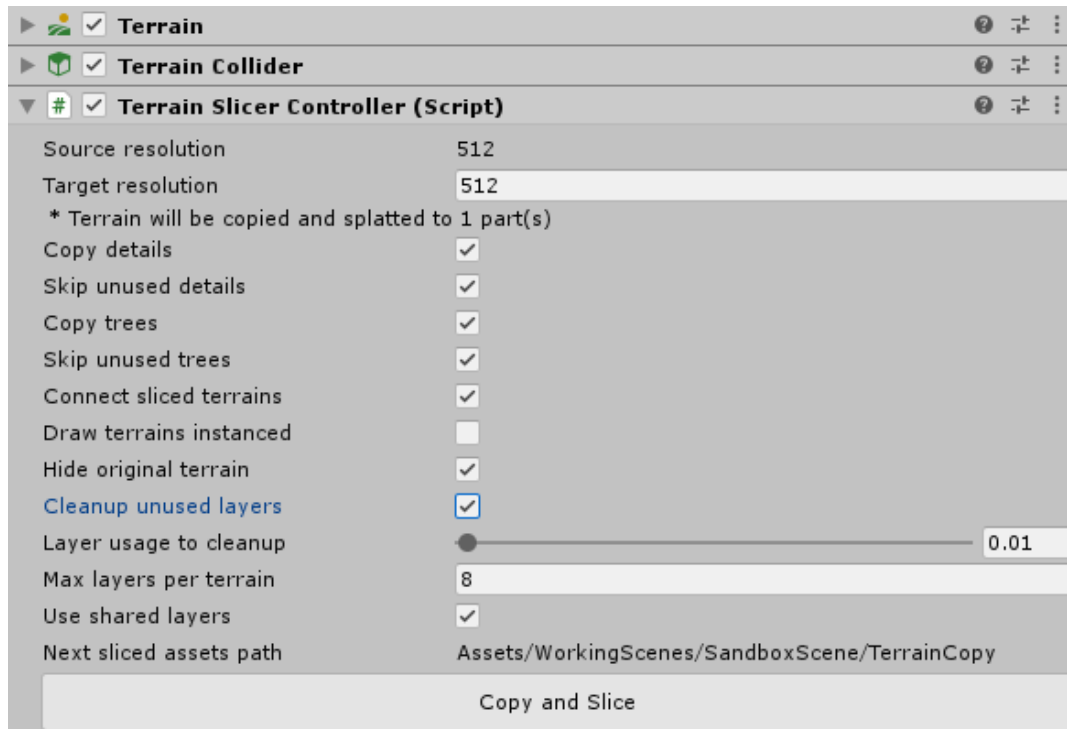 Terrain
Terrain Collider
# Terrain Slicer Controller (Script)
Source resolution 512
Target resolution 512
* Terrain will be copied and splatted to 1 part(s)
Copy details
Skip unused details
Copy trees
Skip unused trees
Connect sliced terrains
Draw terrains instanced
Hide original terrain
Cleanup unused layers
Layer usage to cleanup 0.01
Max layers per terrain 8
Use shared layers
Next sliced assets path Assets/WorkingScenes/SandboxScene/TerrainCopy
Copy and Slice